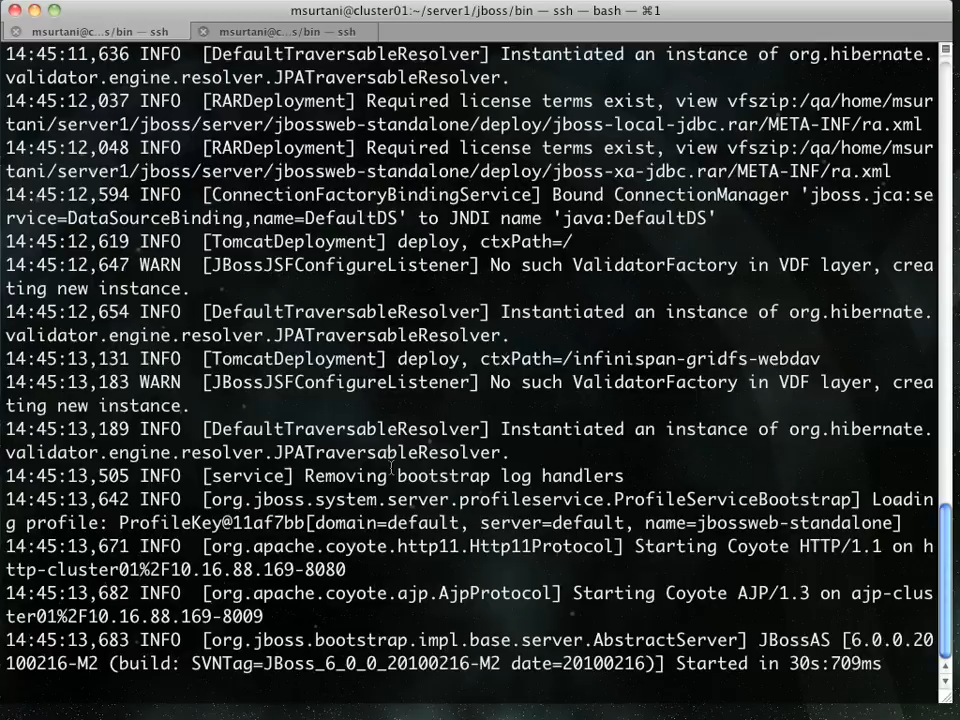 msurtani@cluster01:~/server1/jboss/bin — ssh — bash — ⌘1
msurtani@c...s/bin — ssh
msurtani@c...s/bin — ssh
14:45:11,636 INFO  [DefaultTraversableResolver] Instantiated an instance of org.hibernate.
validator.engine.resolver.JPATraversableResolver.
14:45:12,037 INFO  [RARDeployment] Required license terms exist, view vfszip:/qa/home/msur
tani/server1/jboss/server/jbossweb-standalone/deploy/jboss-local-jdbc.rar/META-INF/ra.xml
14:45:12,048 INFO  [RARDeployment] Required license terms exist, view vfszip:/qa/home/msur
tani/server1/jboss/server/jbossweb-standalone/deploy/jboss-xa-jdbc.rar/META-INF/ra.xml
14:45:12,594 INFO  [ConnectionFactoryBindingService] Bound ConnectionManager 'jboss.jca:se
rvice=DataSourceBinding,name=DefaultDS' to JNDI name 'java:DefaultDS'
14:45:12,619 INFO  [TomcatDeployment] deploy, ctxPath=/
14:45:12,647 WARN  [JBossJSFConfigureListener] No such ValidatorFactory in VDF layer, crea
ting new instance.
14:45:12,654 INFO  [DefaultTraversableResolver] Instantiated an instance of org.hibernate.
validator.engine.resolver.JPATraversableResolver.
14:45:13,131 INFO  [TomcatDeployment] deploy, ctxPath=/infinispan-gridfs-webdav
14:45:13,183 WARN  [JBossJSFConfigureListener] No such ValidatorFactory in VDF layer, crea
ting new instance.
14:45:13,189 INFO  [DefaultTraversableResolver] Instantiated an instance of org.hibernate.
validator.engine.resolver.JPATraversableResolver.
14:45:13,505 INFO  [service] Removing bootstrap log handlers
14:45:13,642 INFO  [org.jboss.system.server.profileservice.ProfileServiceBootstrap] Loadin
g profile: ProfileKey@11af7bb[domain=default, server=default, name=jbossweb-standalone]
14:45:13,671 INFO  [org.apache.coyote.http11.Http11Protocol] Starting Coyote HTTP/1.1 on h
ttp-cluster01%2F10.16.88.169-8080
14:45:13,682 INFO  [org.apache.coyote.ajp.AjpProtocol] Starting Coyote AJP/1.3 on ajp-clus
ter01%2F10.16.88.169-8009
14:45:13,683 INFO  [org.jboss.bootstrap.impl.base.server.AbstractServer] JBossAS [6.0.0.20
100216-M2 (build: SVNTag=JBoss_6_0_0_20100216-M2 date=20100216)] Started in 30s:709ms